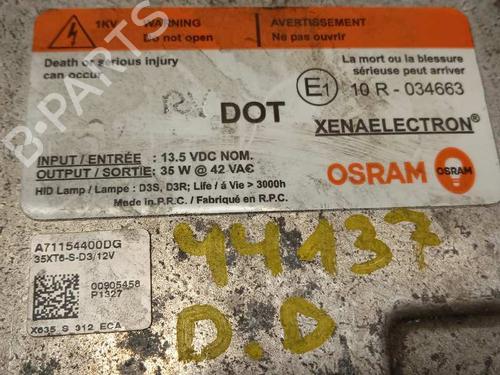 1KV
WARNING
Do not open
AVERTISSEMENT
Ne pas ouvrir
Death or serious injury
can occur
La mort ou la blessure
sérieuse peut arriver
E1 10 R - 034663
RX DOT
XENAELECTRON®
INPUT / ENTRÉE : 13.5 VDC NOM.
OUTPUT / SORTIE: 35 W @ 42 VA€
HID Lamp / Lampe : D3S, D3R; Life / á Vie > 3000h
Made in P.R.C. / Fabriqué en R.P.C.
OSRAM
A71154400DG
35XT6-S-D3/12V
00905458
P1327
X635_S_312_ECA
44137
D.D
B-PARTS